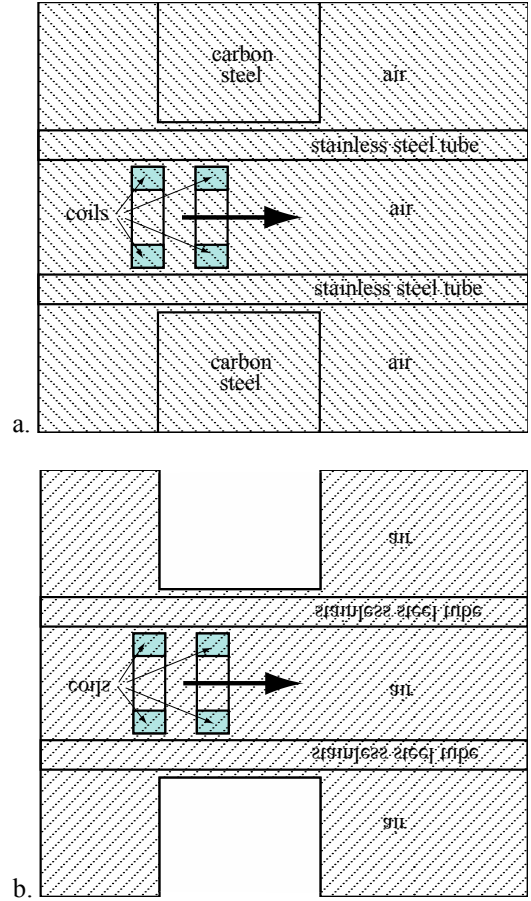 carbon
steel
air
stainless steel tube
coils
air
stainless steel tube
carbon
steel
air
a.
air
stainless steel tube
coils
air
stainless steel tube
air
b.